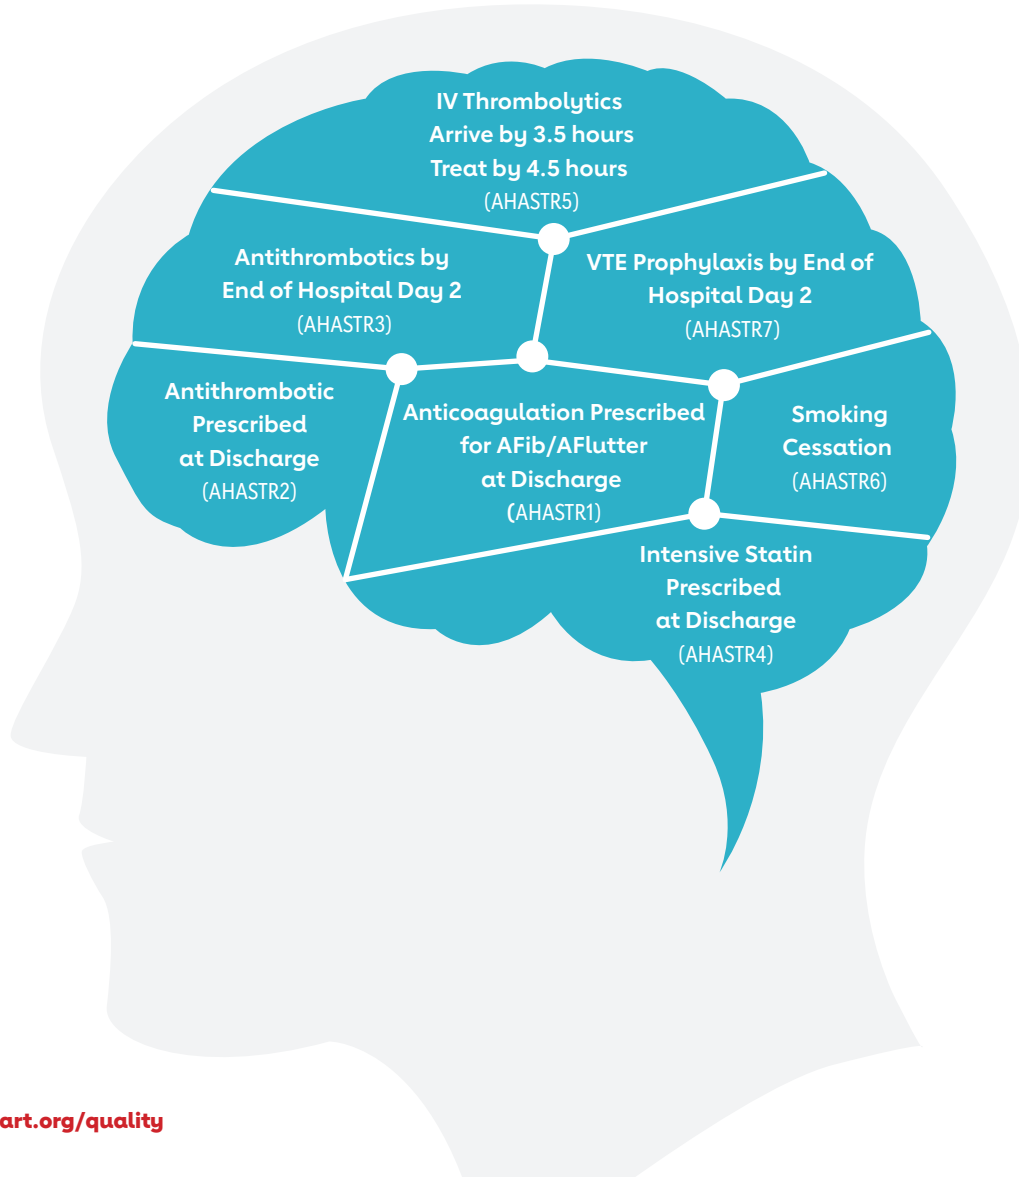 IV Thrombolytics
Arrive by 3.5 hours
Treat by 4.5 hours
(AHASTR5)
Antithrombotics by
End of Hospital Day 2
(AHASTR3)
VTE Prophylaxis by End of
Hospital Day 2
(AHASTR7)
Antithrombotic
Prescribed
at Discharge
(AHASTR2)
Anticoagulation Prescribed
for AFib/AFlutter
at Discharge
(AHASTR1)
Smoking
Cessation
(AHASTR6)
Intensive Statin
Prescribed
at Discharge
(AHASTR4)
art.org/quality